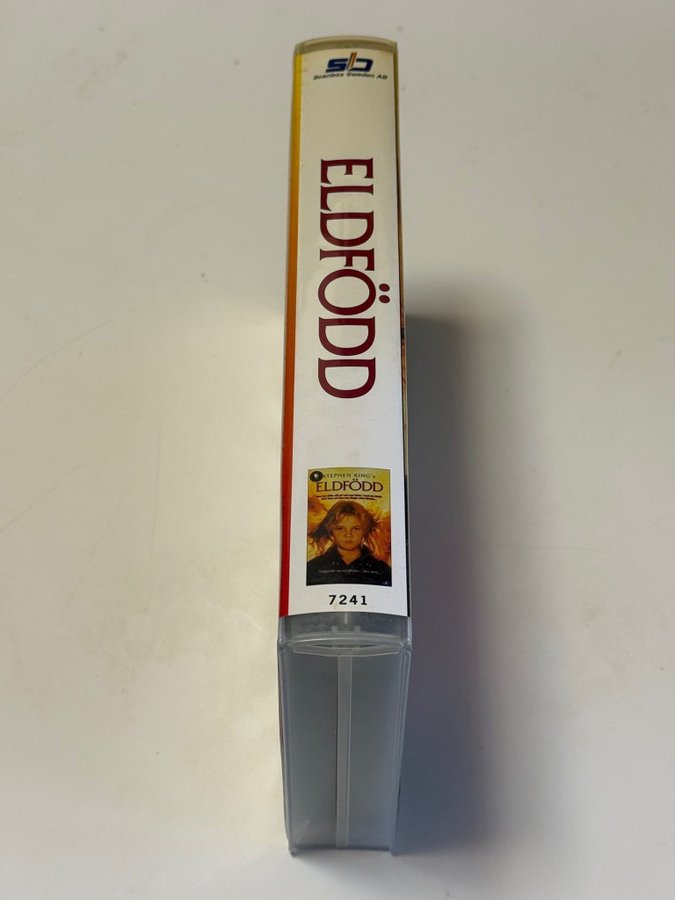 sb
Scanbox Sweden AB
ELDFÖDD
STEPHEN KING's
ELDFÖDD
7241